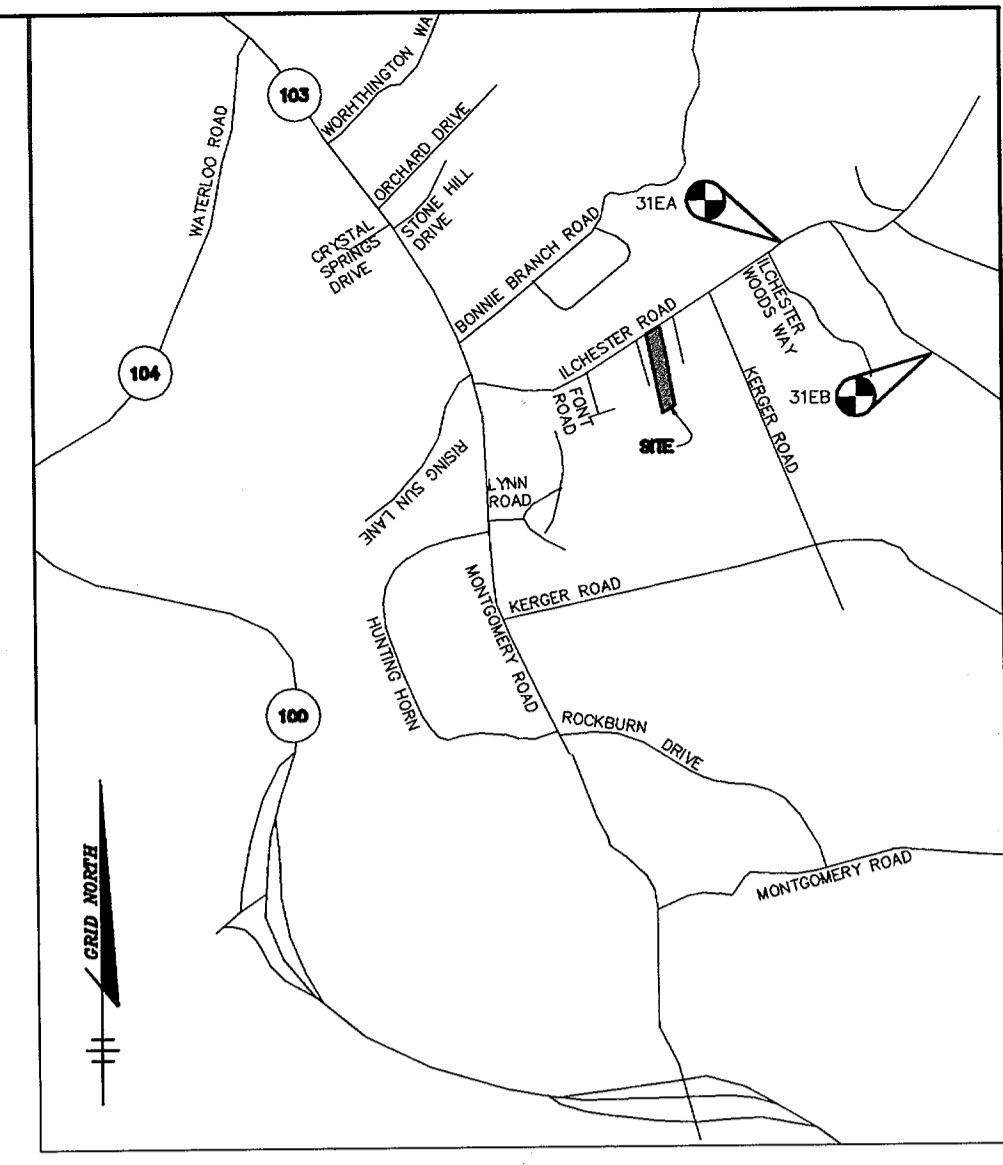 103
WORHTHINGTON WA
WATERLOO ROAD
ORCHARD DRIVE
STONE HILL
DRIVE
CRYSTAL
SPRINGS
DRIVE
31EA
BONNIE BRANCH ROAD
ILCHESTER
WOODS WAY
ILCHESTER ROAD
104
31EB
KERGER ROAD
FONT
ROAD
SITE
RISING SUN LANE
LYNN
ROAD
MONTGOMERY ROAD
KERGER ROAD
HUNTING HORN
100
ROCKBURN
DRIVE
MONTGOMERY ROAD
GRID NORTH